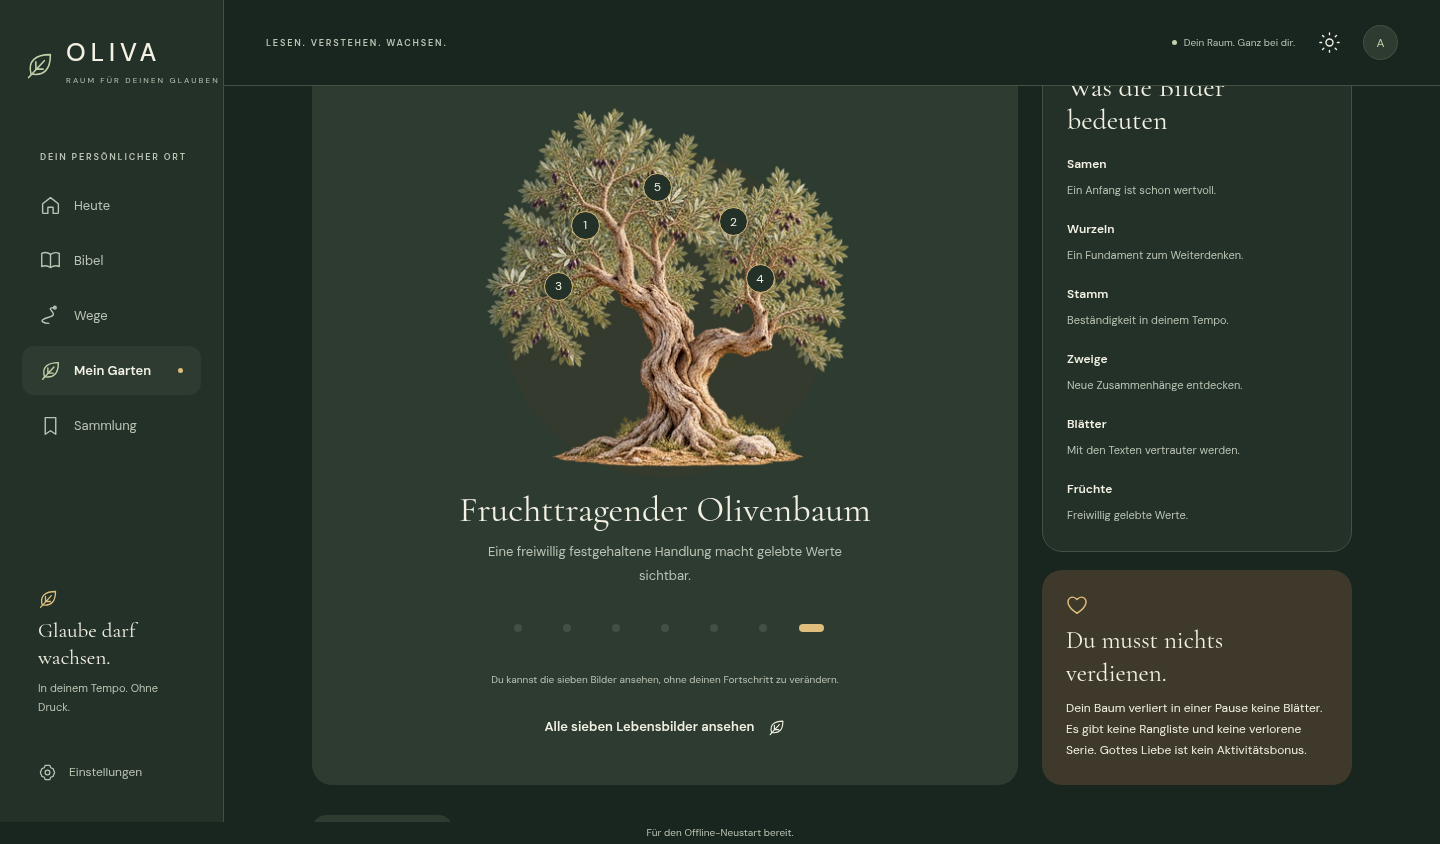 OLIVA
RAUM FÜR DEINEN GLAUBEN
DEIN PERSÖNLICHER ORT
Heute
Bibel
Wege
Mein Garten
Sammlung
Glaube darf
wachsen.
In deinem Tempo. Ohne
Druck.
Einstellungen
LESEN. VERSTEHEN. WACHSEN.
Dein Raum. Ganz bei dir.
A
5
1
2
3
4
Fruchttragender Olivenbaum
Eine freiwillig festgehaltene Handlung macht gelebte Werte
sichtbar.
Du kannst die sieben Bilder ansehen, ohne deinen Fortschritt zu verändern.
Alle sieben Lebensbilder ansehen
Was die Bilder
bedeuten
Samen
Ein Anfang ist schon wertvoll.
Wurzeln
Ein Fundament zum Weiterdenken.
Stamm
Beständigkeit in deinem Tempo.
Zweige
Neue Zusammenhänge entdecken.
Blätter
Mit den Texten vertrauter werden.
Früchte
Freiwillig gelebte Werte.
Du musst nichts
verdienen.
Dein Baum verliert in einer Pause keine Blätter.
Es gibt keine Rangliste und keine verlorene
Serie. Gottes Liebe ist kein Aktivitätsbonus.
Für den Offline-Neustart bereit.